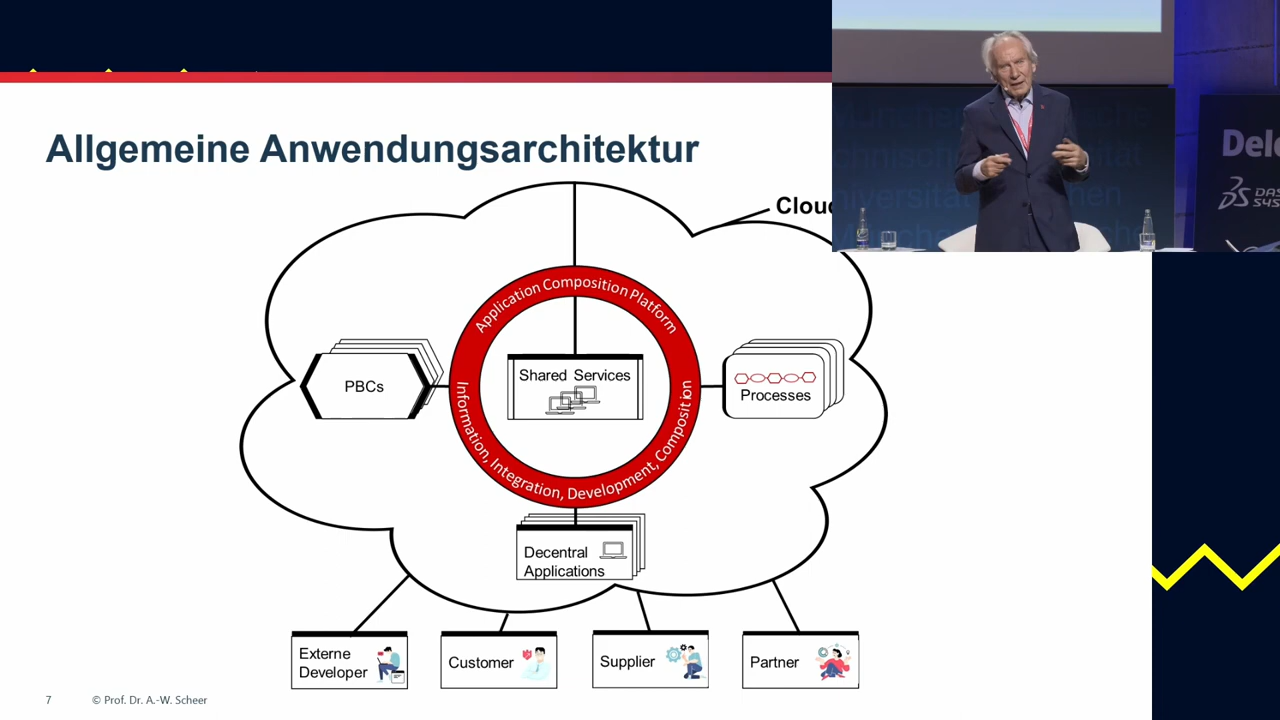 Allgemeine Anwendungsarchitektur
Application Composition Platform
PBCs
Shared Services
Processes
Information, Integration, Development, Composition
Decentral
Applications
Externe
Developer
Customer
Supplier
Partner
7 © Prof. Dr. A.-W. Scheer